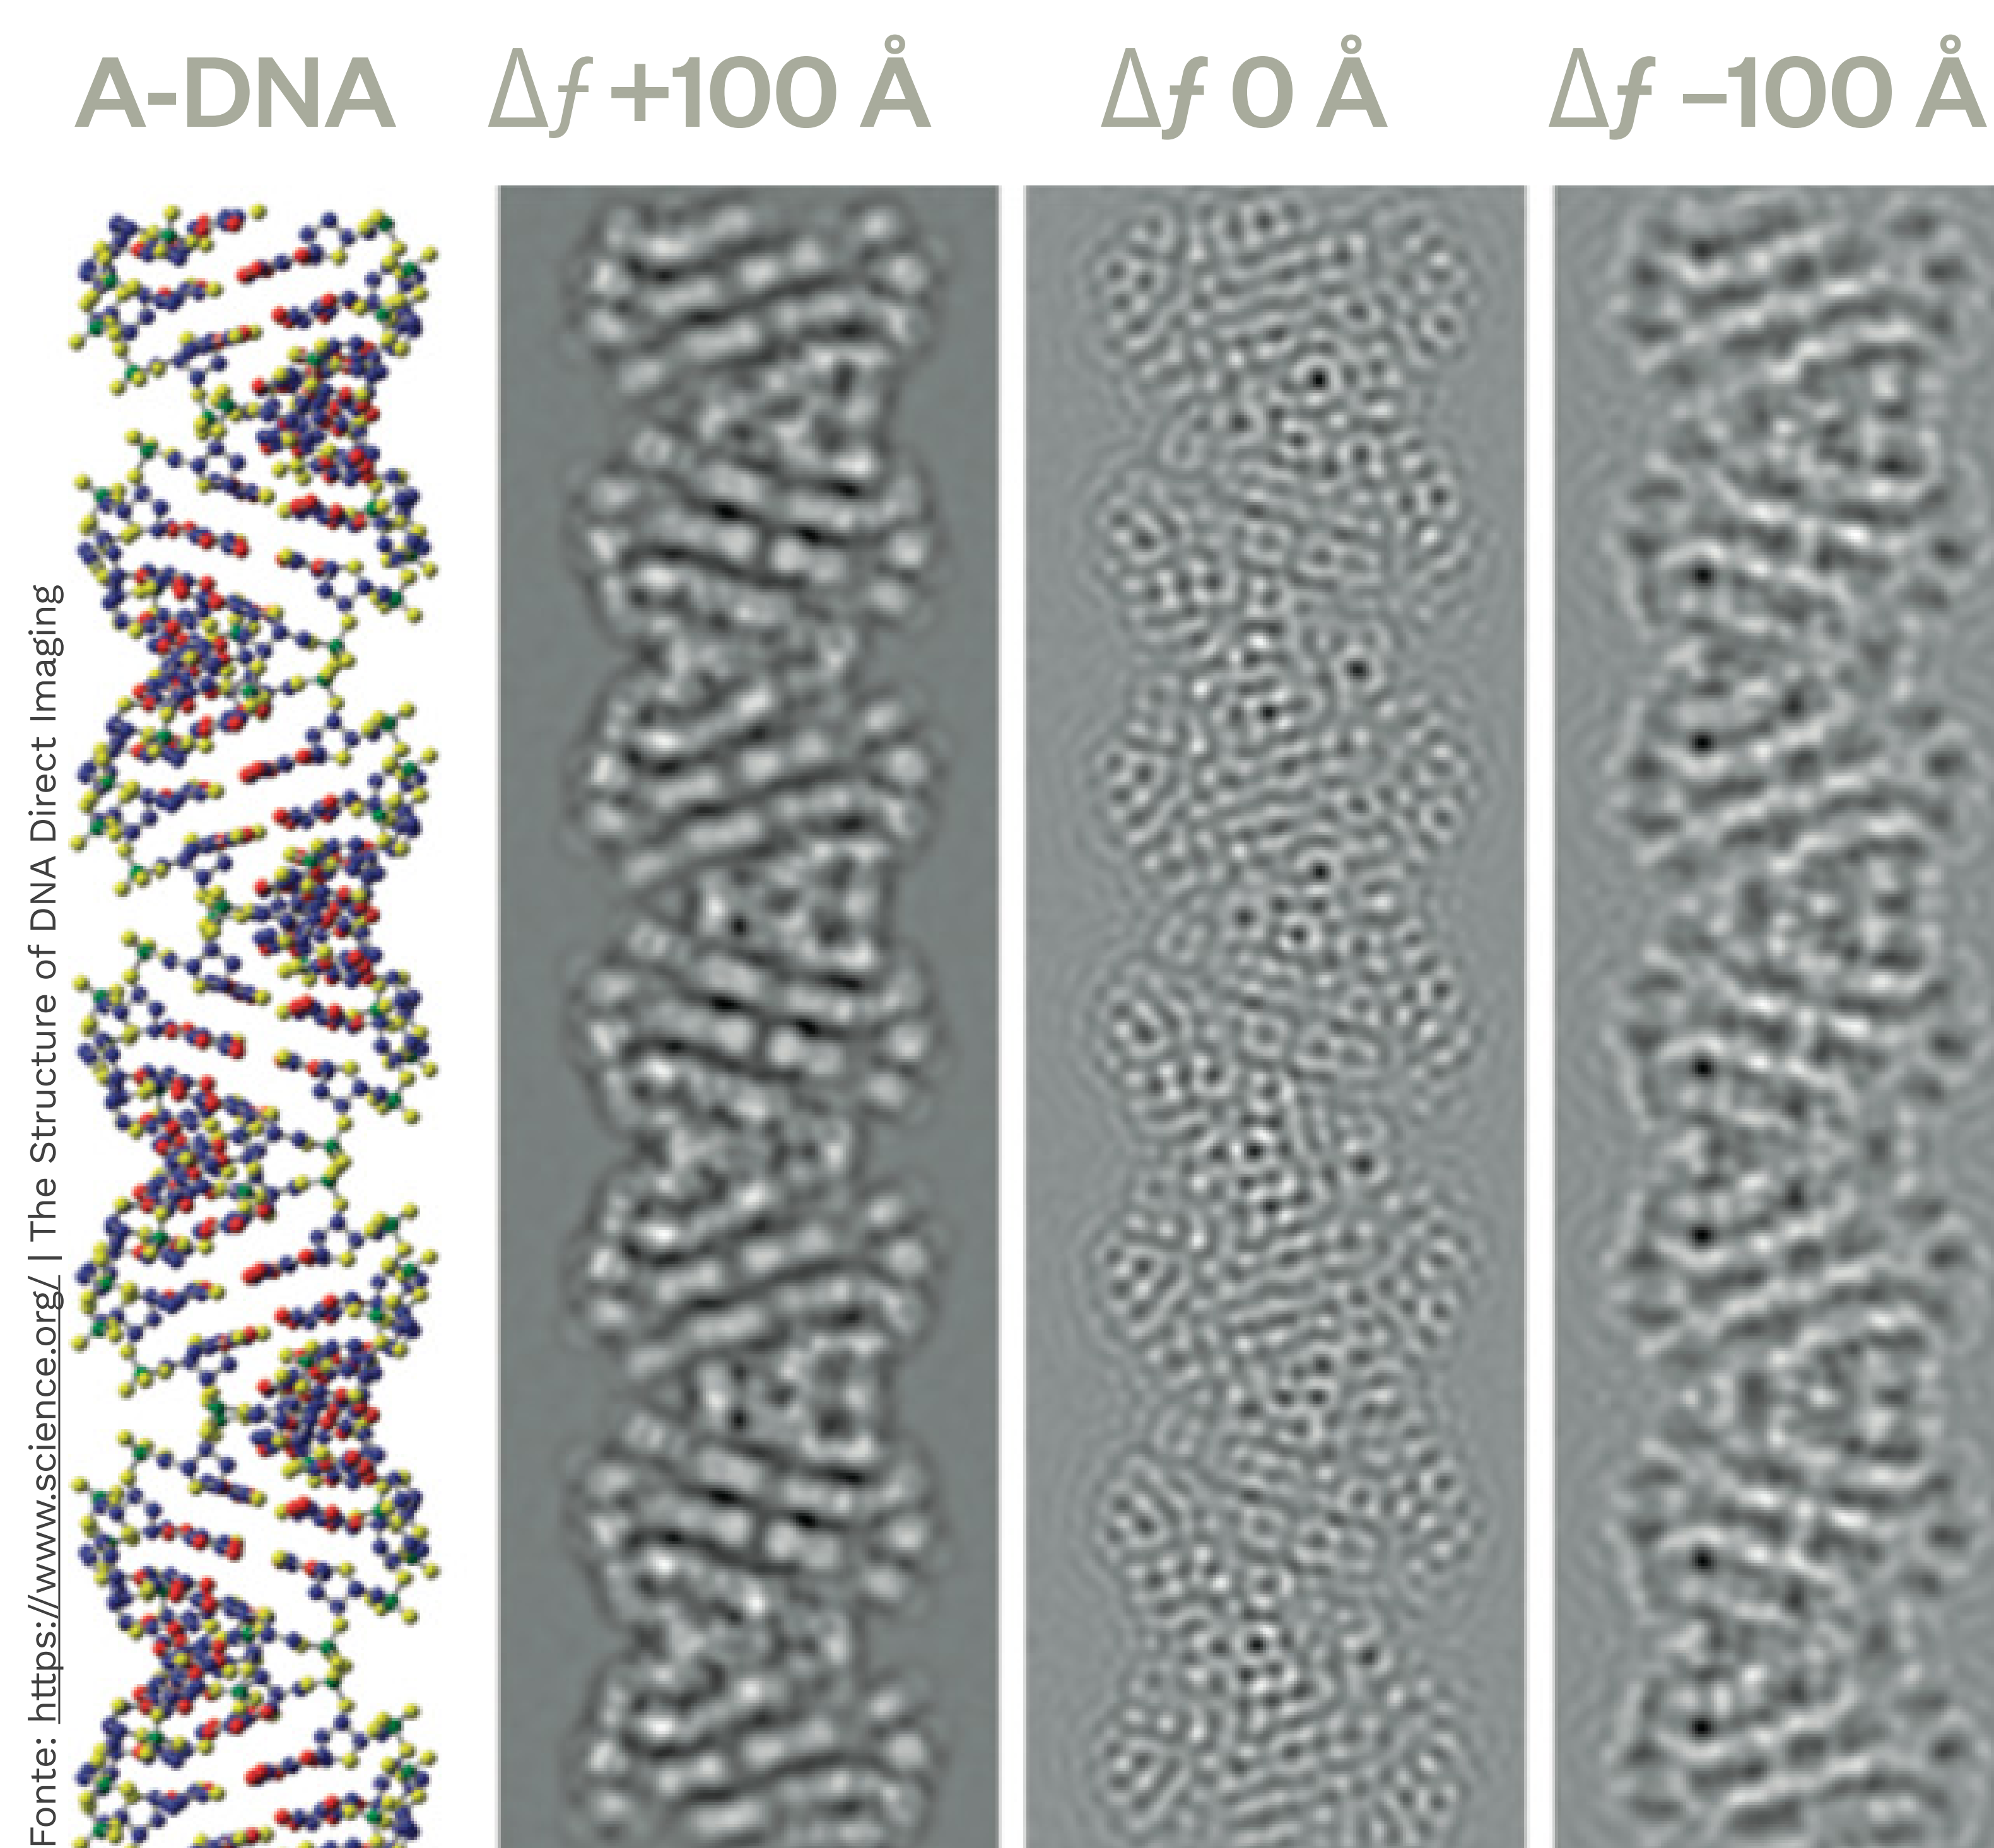 A-DNA
Δf +100 Å
Δf 0 Å
Δf –100 Å
Fonte: https://www.science.org/ | The Structure of DNA Direct Imaging